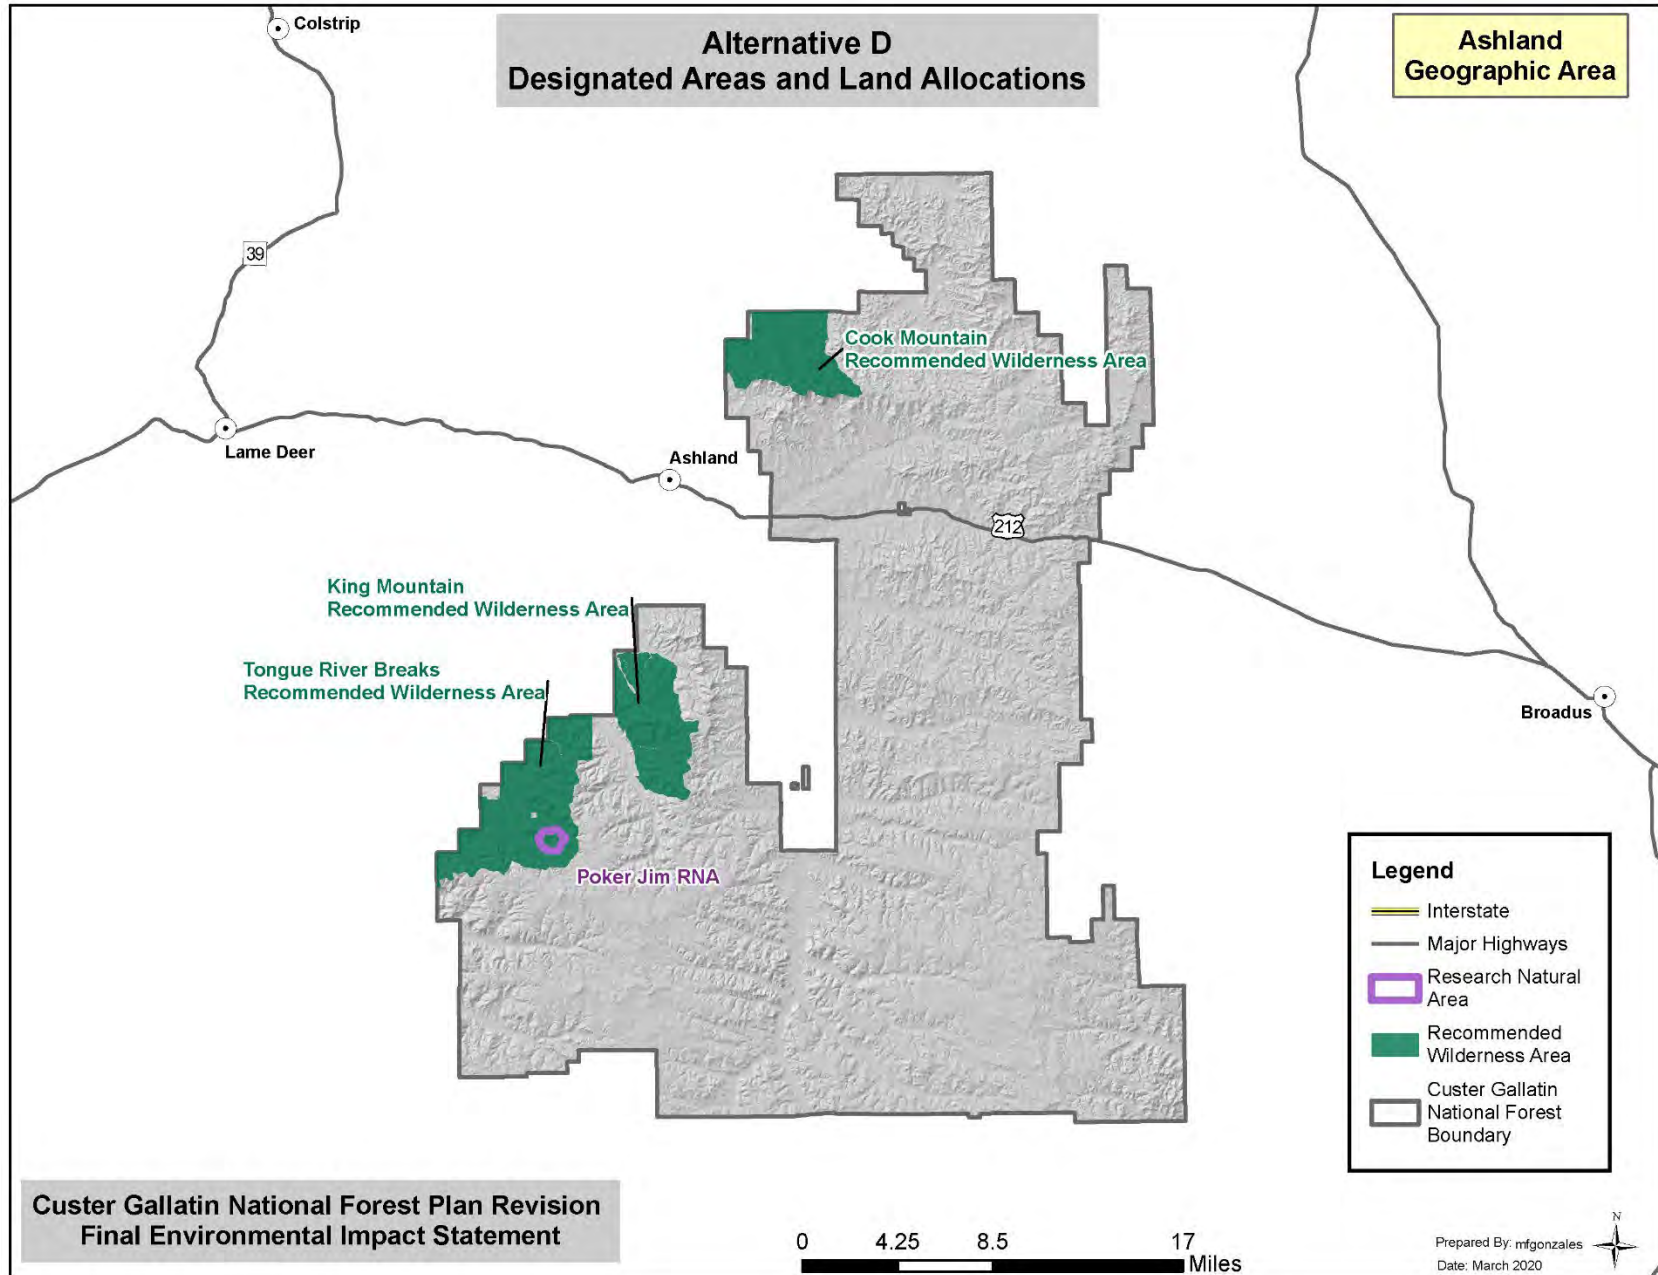 Colstrip
Alternative D
Designated Areas and Land Allocations
Ashland
Geographic Area
39
Cook Mountain
Recommended Wilderness Area
Lame Deer
Ashland
212
King Mountain
Recommended Wilderness Area
Tongue River Breaks
Recommended Wilderness Area
Broadus
Poker Jim RNA
Legend
Interstate
Major Highways
Research Natural
Area
Recommended
Wilderness Area
Custer Gallatin
National Forest
Boundary
Custer Gallatin National Forest Plan Revision
Final Environmental Impact Statement
0 4.25 8.5 17
Miles
N
Prepared By: mfgonzales
Date: March 2020